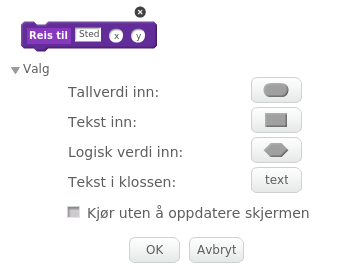 Reis til Sted x y
Valg
Tallverdi inn:
Tekst inn:
Logisk verdi inn:
Tekst i klossen: text
Kjør uten å oppdatere skjermen
OK Avbryt